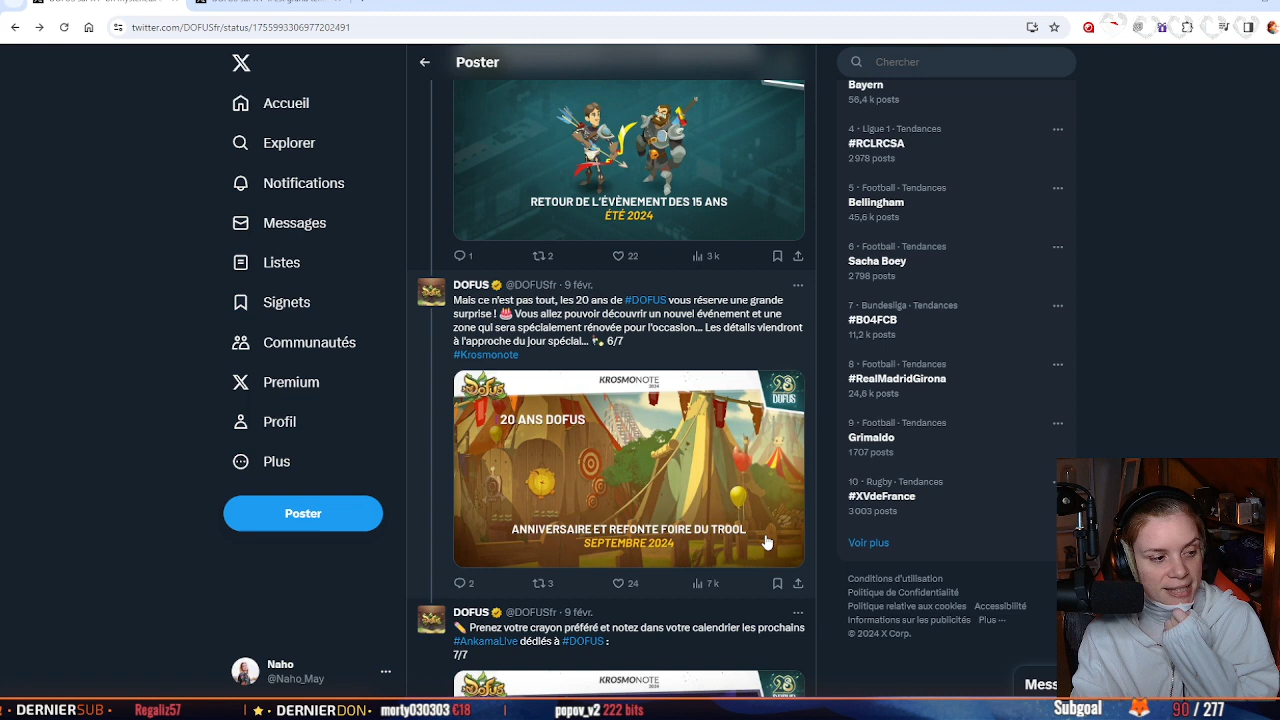 twitter.com/DOFUSfr/status/1755993306977202491
Accueil
Explorer
Notifications
Messages
Listes
Signets
Communautés
Premium
Profil
Plus
Poster
Naho
@Naho_May
Poster
RETOUR DE L'ÉVÈNEMENT DES 15 ANS
ÉTÉ 2024
1 2 22 3 k
DOFUS @DOFUSfr · 9 févr.
Mais ce n'est pas tout, les 20 ans de #DOFUS vous réserve une grande
surprise ! 🎂 Vous allez pouvoir découvrir un nouvel événement et une
zone qui sera spécialement rénovée pour l'occasion... Les détails viendront
à l'approche du jour spécial... 6/7
#Krosmonote
DOFUS
KROSMONOTE
2024
DOFUS
20 ANS DOFUS
ANNIVERSAIRE ET REFONTE FOIRE DU TROOL
SEPTEMBRE 2024
2 3 24 7 k
DOFUS @DOFUSfr · 9 févr.
✏️ Prenez votre crayon préféré et notez dans votre calendrier les prochains
#AnkamaLive dédiés à #DOFUS :
7/7
KROSMONOTE
2024
Chercher
Bayern
56,4 k posts
4 · Ligue 1 · Tendances
#RCLRCSA
2 978 posts
5 · Football · Tendances
Bellingham
45,6 k posts
6 · Football · Tendances
Sacha Boey
2 798 posts
7 · Bundesliga · Tendances
#B04FCB
11,2 k posts
8 · Football · Tendances
#RealMadridGirona
24,6 k posts
9 · Football · Tendances
Grimaldo
1 707 posts
10 · Rugby · Tendances
#XVdeFrance
3 003 posts
Voir plus
Conditions d'utilisation
Politique de Confidentialité
Politique relative aux cookies Accessibilité
Informations sur les publicités Plus ···
© 2024 X Corp.
Mess
DERNIERSUB · Regaliz57 | ★ · DERNIERDON · morty030303 €18 | popov_v2 222 bits
Subgoal 90 / 277